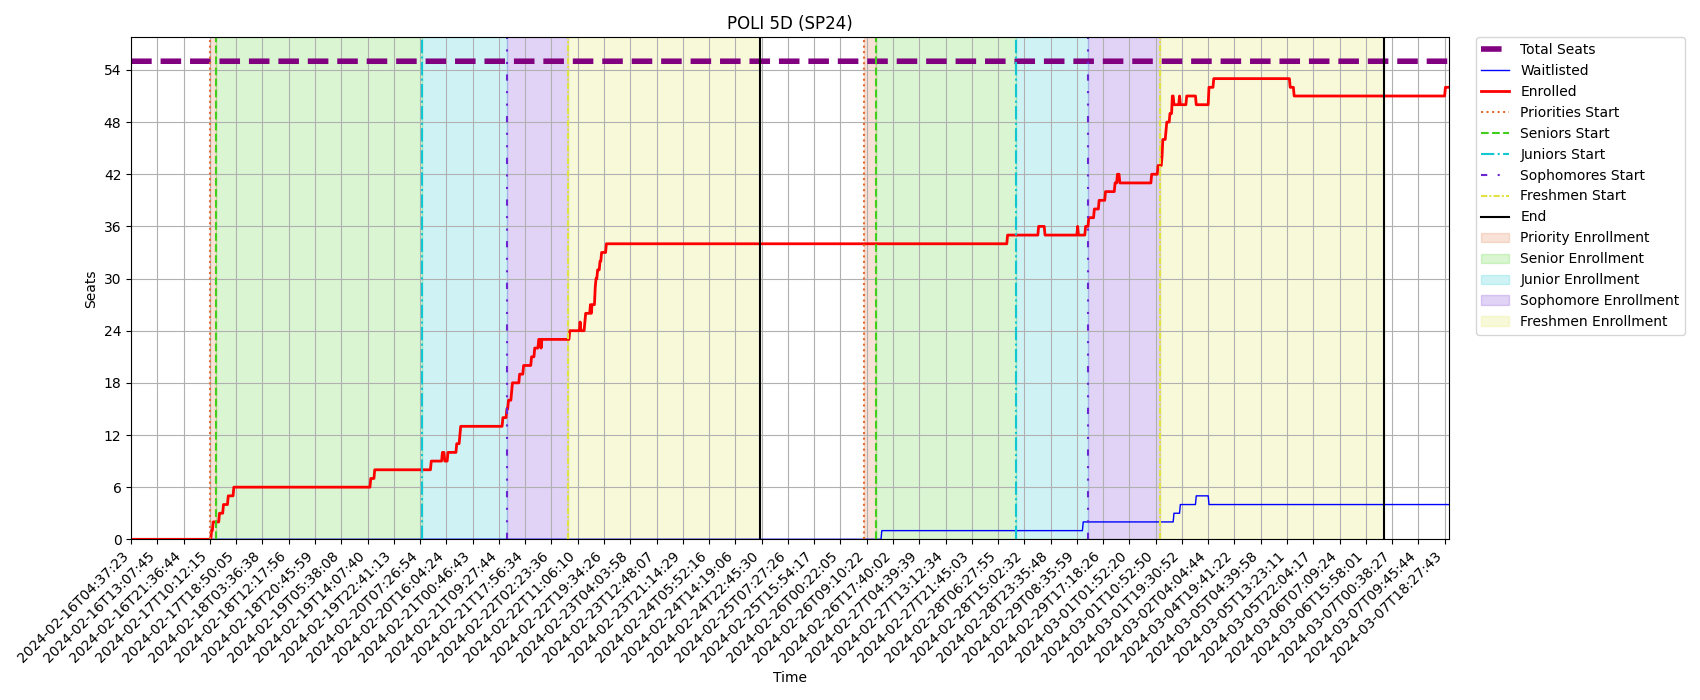 POLI 5D (SP24)
Seats
54
48
42
36
30
24
18
12
6
0
2024-02-16T04:37:23
2024-02-16T13:07:45
2024-02-16T21:36:44
2024-02-17T10:12:15
2024-02-17T18:50:05
2024-02-18T03:36:38
2024-02-18T12:17:56
2024-02-18T20:45:59
2024-02-19T05:38:08
2024-02-19T14:07:40
2024-02-19T22:41:13
2024-02-20T07:26:54
2024-02-20T16:04:24
2024-02-21T00:46:43
2024-02-21T09:27:44
2024-02-21T17:56:34
2024-02-22T02:23:36
2024-02-22T11:06:10
2024-02-22T19:34:26
2024-02-23T04:03:58
2024-02-23T12:48:07
2024-02-23T21:14:29
2024-02-24T05:52:16
2024-02-24T14:19:06
2024-02-24T22:45:30
2024-02-25T07:27:26
2024-02-25T15:54:17
2024-02-26T00:22:05
2024-02-26T09:10:22
2024-02-26T17:40:02
2024-02-27T04:39:39
2024-02-27T13:12:34
2024-02-27T21:45:03
2024-02-28T06:27:55
2024-02-28T15:02:32
2024-02-28T23:35:48
2024-02-29T08:35:59
2024-02-29T17:18:26
2024-03-01T01:52:20
2024-03-01T10:52:50
2024-03-01T19:30:52
2024-03-02T04:04:44
2024-03-04T19:41:22
2024-03-05T04:39:58
2024-03-05T13:23:11
2024-03-05T22:04:17
2024-03-06T07:09:24
2024-03-06T15:58:01
2024-03-07T00:38:27
2024-03-07T09:45:44
2024-03-07T18:27:43
Time
Total Seats
Waitlisted
Enrolled
Priorities Start
Seniors Start
Juniors Start
Sophomores Start
Freshmen Start
End
Priority Enrollment
Senior Enrollment
Junior Enrollment
Sophomore Enrollment
Freshmen Enrollment